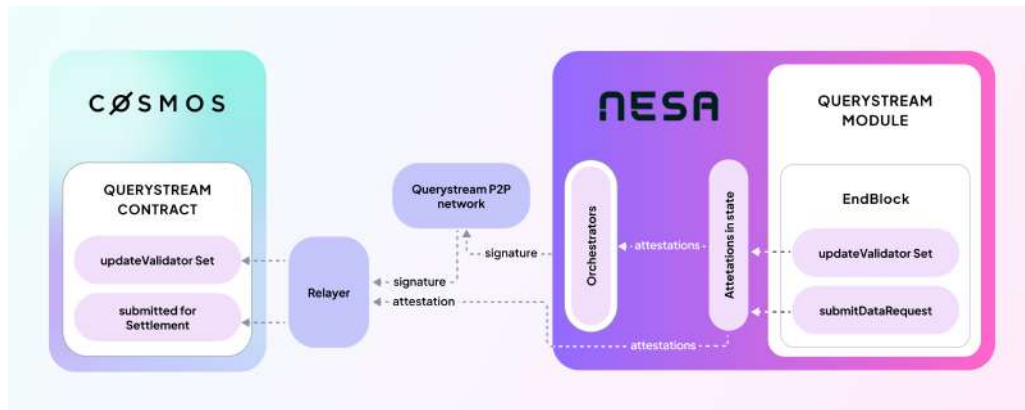 CØSMOS
QUERYSTREAM
CONTRACT
updateValidator Set
submitted for
Settlement
Relayer
Querystream P2P
network
signature
attestation
signature
NESA
Orchestrators
attestations
attestations
Attetations in state
QUERYSTREAM
MODULE
EndBlock
updateValidator Set
submitDataRequest